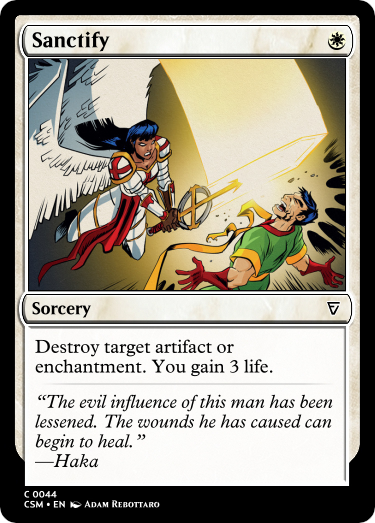 Sanctify
Sorcery
Destroy target artifact or
enchantment. You gain 3 life.
“The evil influence of this man has been
lessened. The wounds he has caused can
begin to heal.”
—Haka
C 0044
CSM • EN Adam Rebottaro